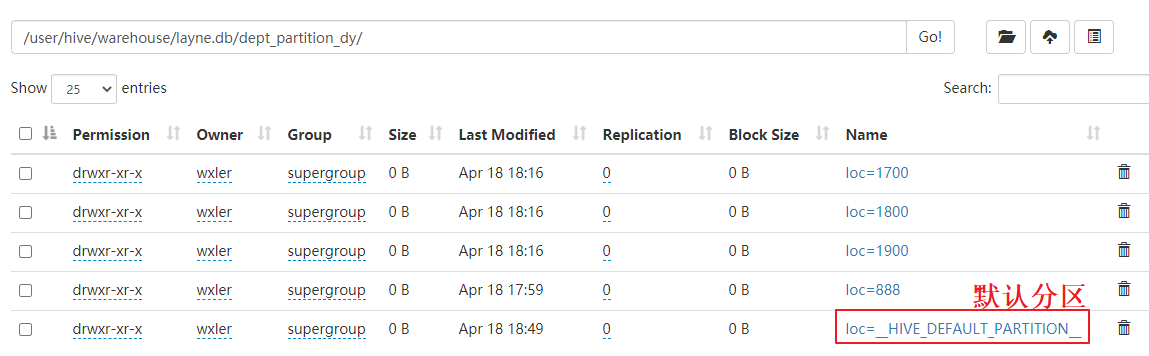 /user/hive/warehouse/layne.db/dept_partition_dy/ Go!
Show 25 entries Search:
Permission Owner Group Size Last Modified Replication Block Size Name
drwxr-xr-x wxler supergroup 0 B Apr 18 18:16 0 0 B loc=1700
drwxr-xr-x wxler supergroup 0 B Apr 18 18:16 0 0 B loc=1800
drwxr-xr-x wxler supergroup 0 B Apr 18 18:16 0 0 B loc=1900
drwxr-xr-x wxler supergroup 0 B Apr 18 17:59 0 0 B loc=888
默认分区
drwxr-xr-x wxler supergroup 0 B Apr 18 18:49 0 0 B loc=__HIVE_DEFAULT_PARTITION__